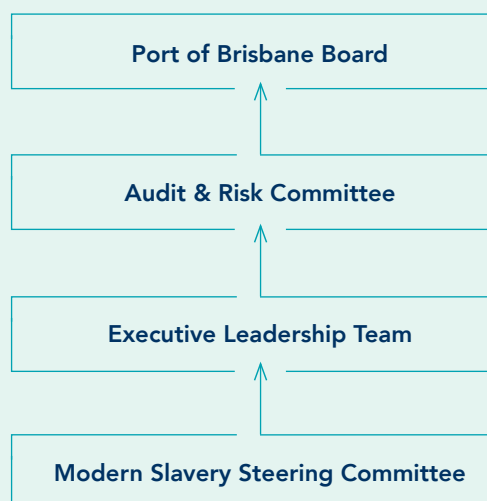 Port of Brisbane Board
Audit & Risk Committee
Executive Leadership Team
Modern Slavery Steering Committee